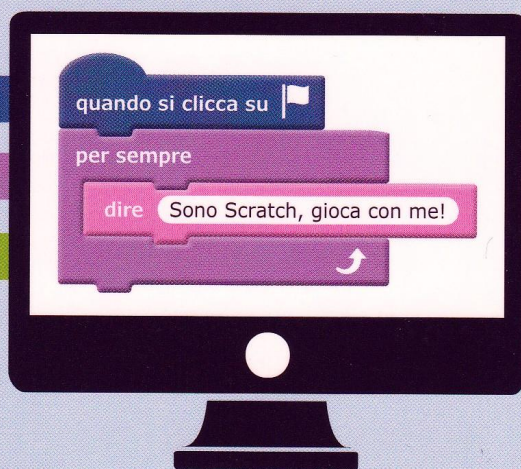 quando si clicca su
per sempre
dire Sono Scratch, gioca con me!